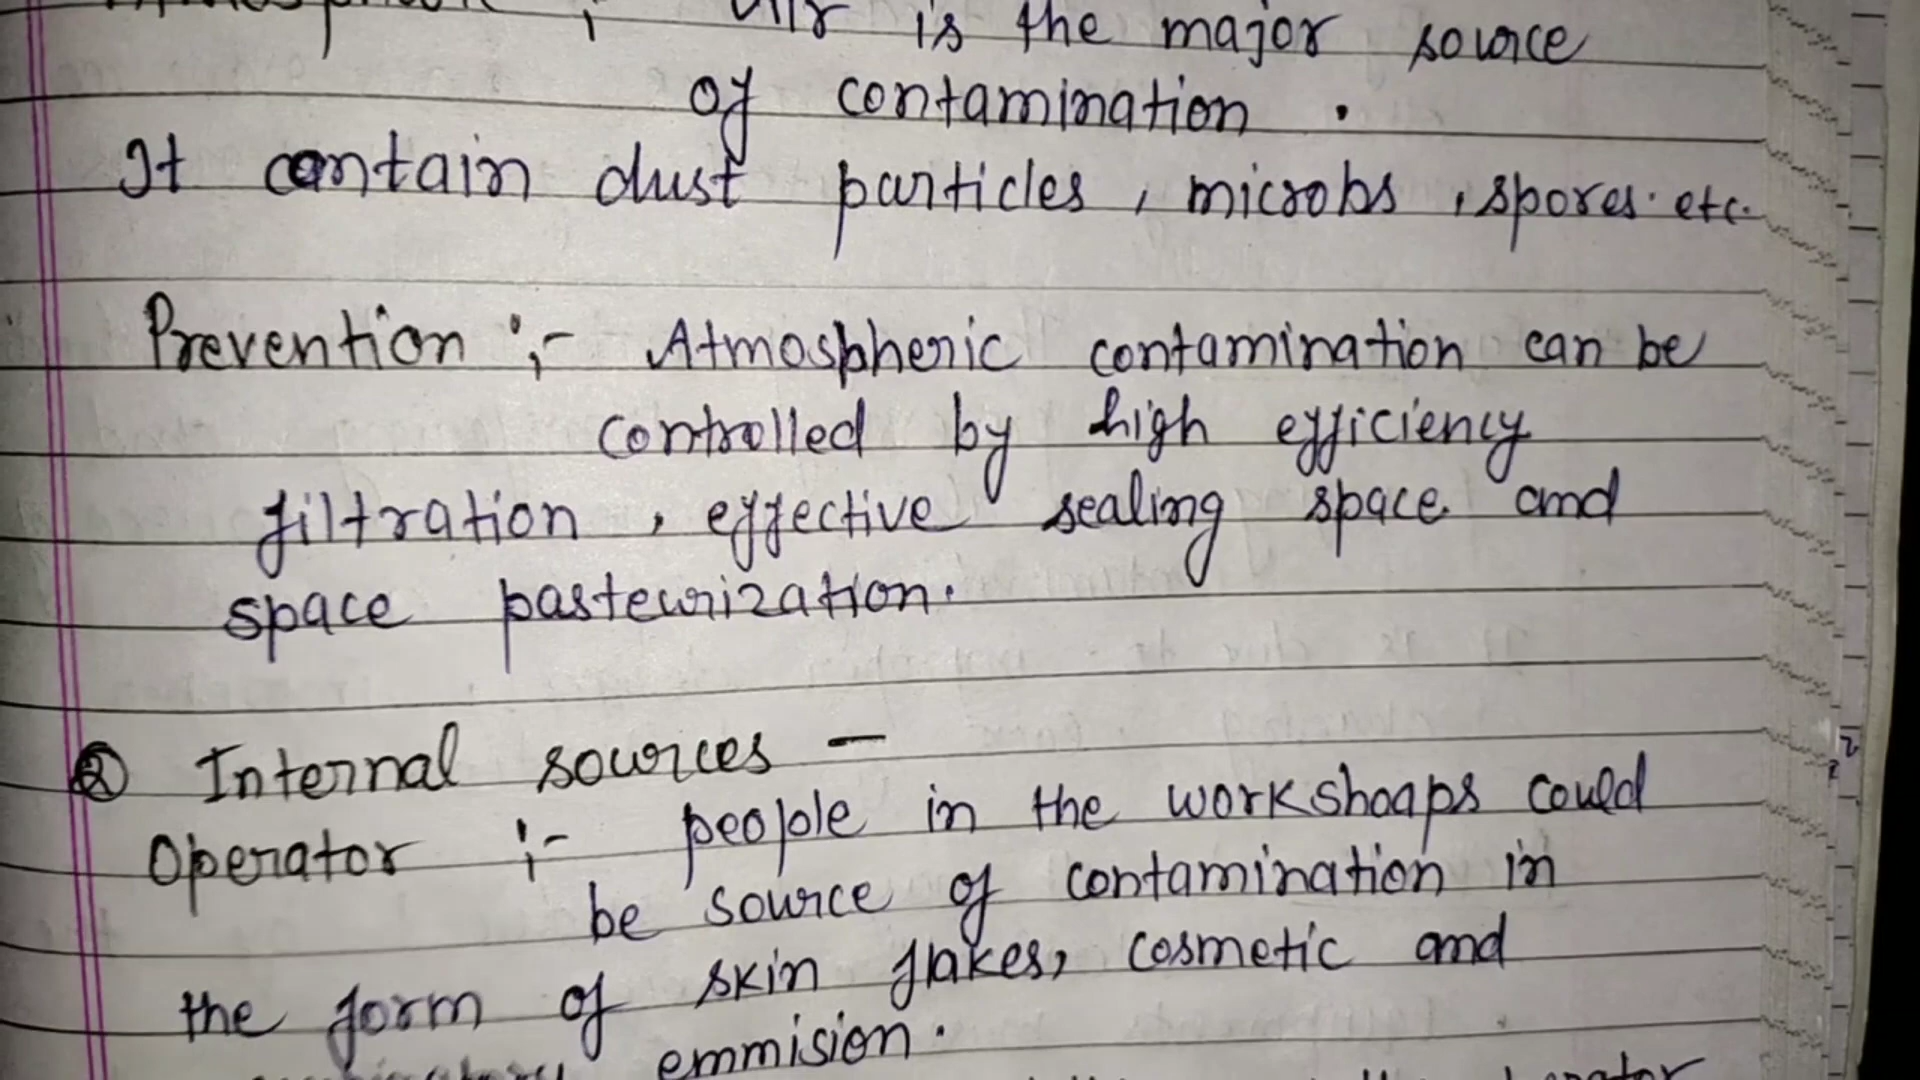 Air is the major source
of contamination .
It contain dust particles , microbs , spores. etc.
Prevention :- Atmospheric contamination can be
controlled by high efficiency
filtration , effective sealing space and
space pasteurization.
② Internal sources —
Operator :- people in the workshoaps could
be source of contamination in
the form of skin flakes, cosmetic and
emmision.